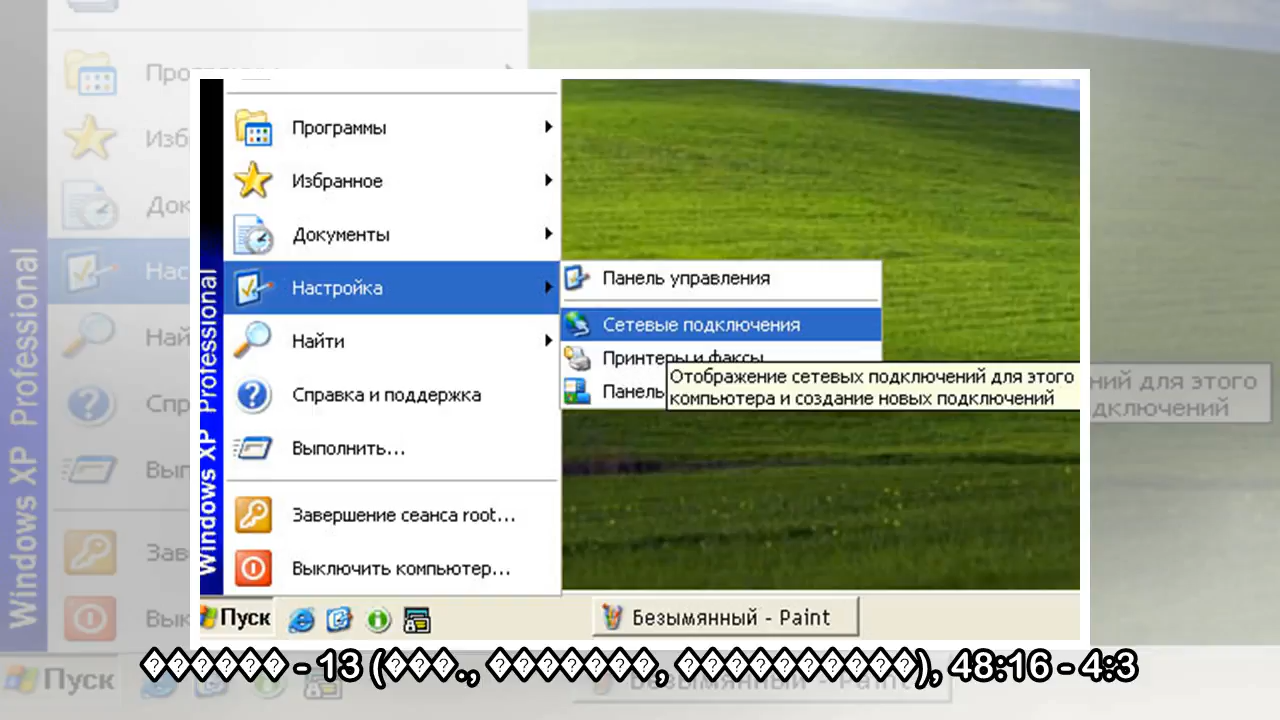 Программы
Избранное
Документы
Настройка
Найти
Справка и поддержка
Выполнить...
Завершение сеанса root...
Выключить компьютер...
Windows XP Professional
Панель управления
Сетевые подключения
Принтеры и факсы
Панель
Отображение сетевых подключений для этого
компьютера и создание новых подключений
Пуск
Безымянный - Paint
������ - 13 (���., �������, ����������), 48:16 - 4:3